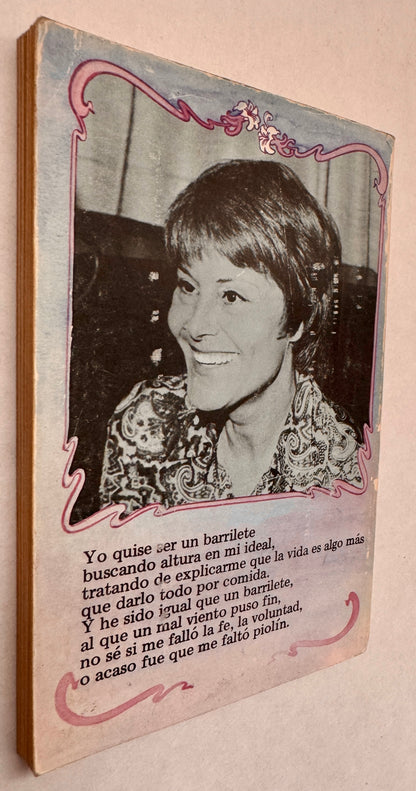 Yo quise ser un barrilete
buscando altura en mi ideal,
tratando de explicarme que la vida es algo más
que darlo todo por comida.
Y he sido igual que un barrilete,
al que un mal viento puso fin,
no sé si me falló la fe, la voluntad,
o acaso fue que me faltó piolín.